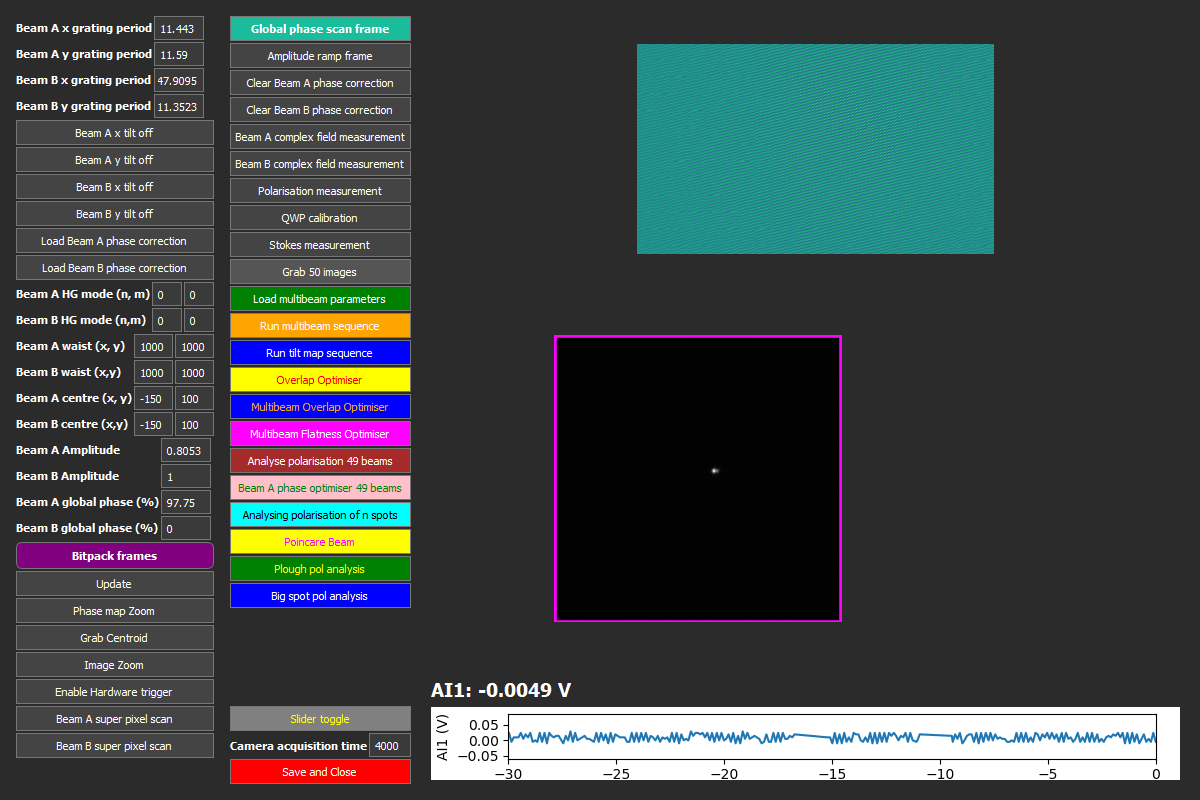 Beam A x grating period 11.443
Beam A y grating period 11.59
Beam B x grating period 47.9095
Beam B y grating period 11.3523
Beam A x tilt off
Beam A y tilt off
Beam B x tilt off
Beam B y tilt off
Load Beam A phase correction
Load Beam B phase correction
Beam A HG mode (n, m) 0 0
Beam B HG mode (n,m) 0 0
Beam A waist (x, y) 1000 1000
Beam B waist (x,y) 1000 1000
Beam A centre (x, y) -150 100
Beam B centre (x,y) -150 100
Beam A Amplitude 0.8053
Beam B Amplitude 1
Beam A global phase (%) 97.75
Beam B global phase (%) 0
Bitpack frames
Update
Phase map Zoom
Grab Centroid
Image Zoom
Enable Hardware trigger
Beam A super pixel scan
Beam B super pixel scan
Global phase scan frame
Amplitude ramp frame
Clear Beam A phase correction
Clear Beam B phase correction
Beam A complex field measurement
Beam B complex field measurement
Polarisation measurement
QWP calibration
Stokes measurement
Grab 50 images
Load multibeam parameters
Run multibeam sequence
Run tilt map sequence
Overlap Optimiser
Multibeam Overlap Optimiser
Multibeam Flatness Optimiser
Analyse polarisation 49 beams
Beam A phase optimiser 49 beams
Analysing polarisation of n spots
Poincare Beam
Plough pol analysis
Big spot pol analysis
Slider toggle
Camera acquisition time 4000
Save and Close
AI1: -0.0049 V
AI1 (V)
0.05
0.00
−0.05
−30 −25 −20 −15 −10 −5 0